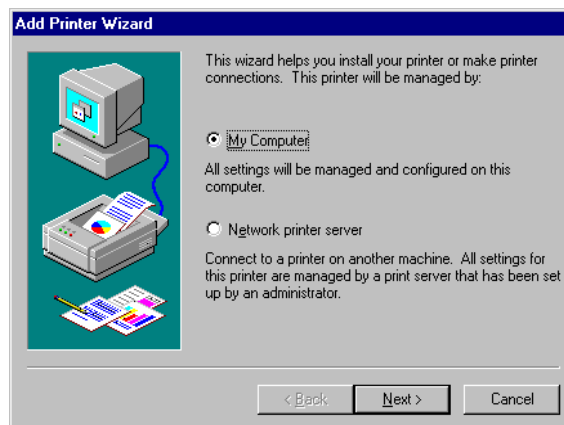 Add Printer Wizard
This wizard helps you install your printer or make printer
connections. This printer will be managed by:
My Computer
All settings will be managed and configured on this
computer.
Network printer server
Connect to a printer on another machine. All settings for
this printer are managed by a print server that has been set
up by an administrator.
< Back
Next >
Cancel